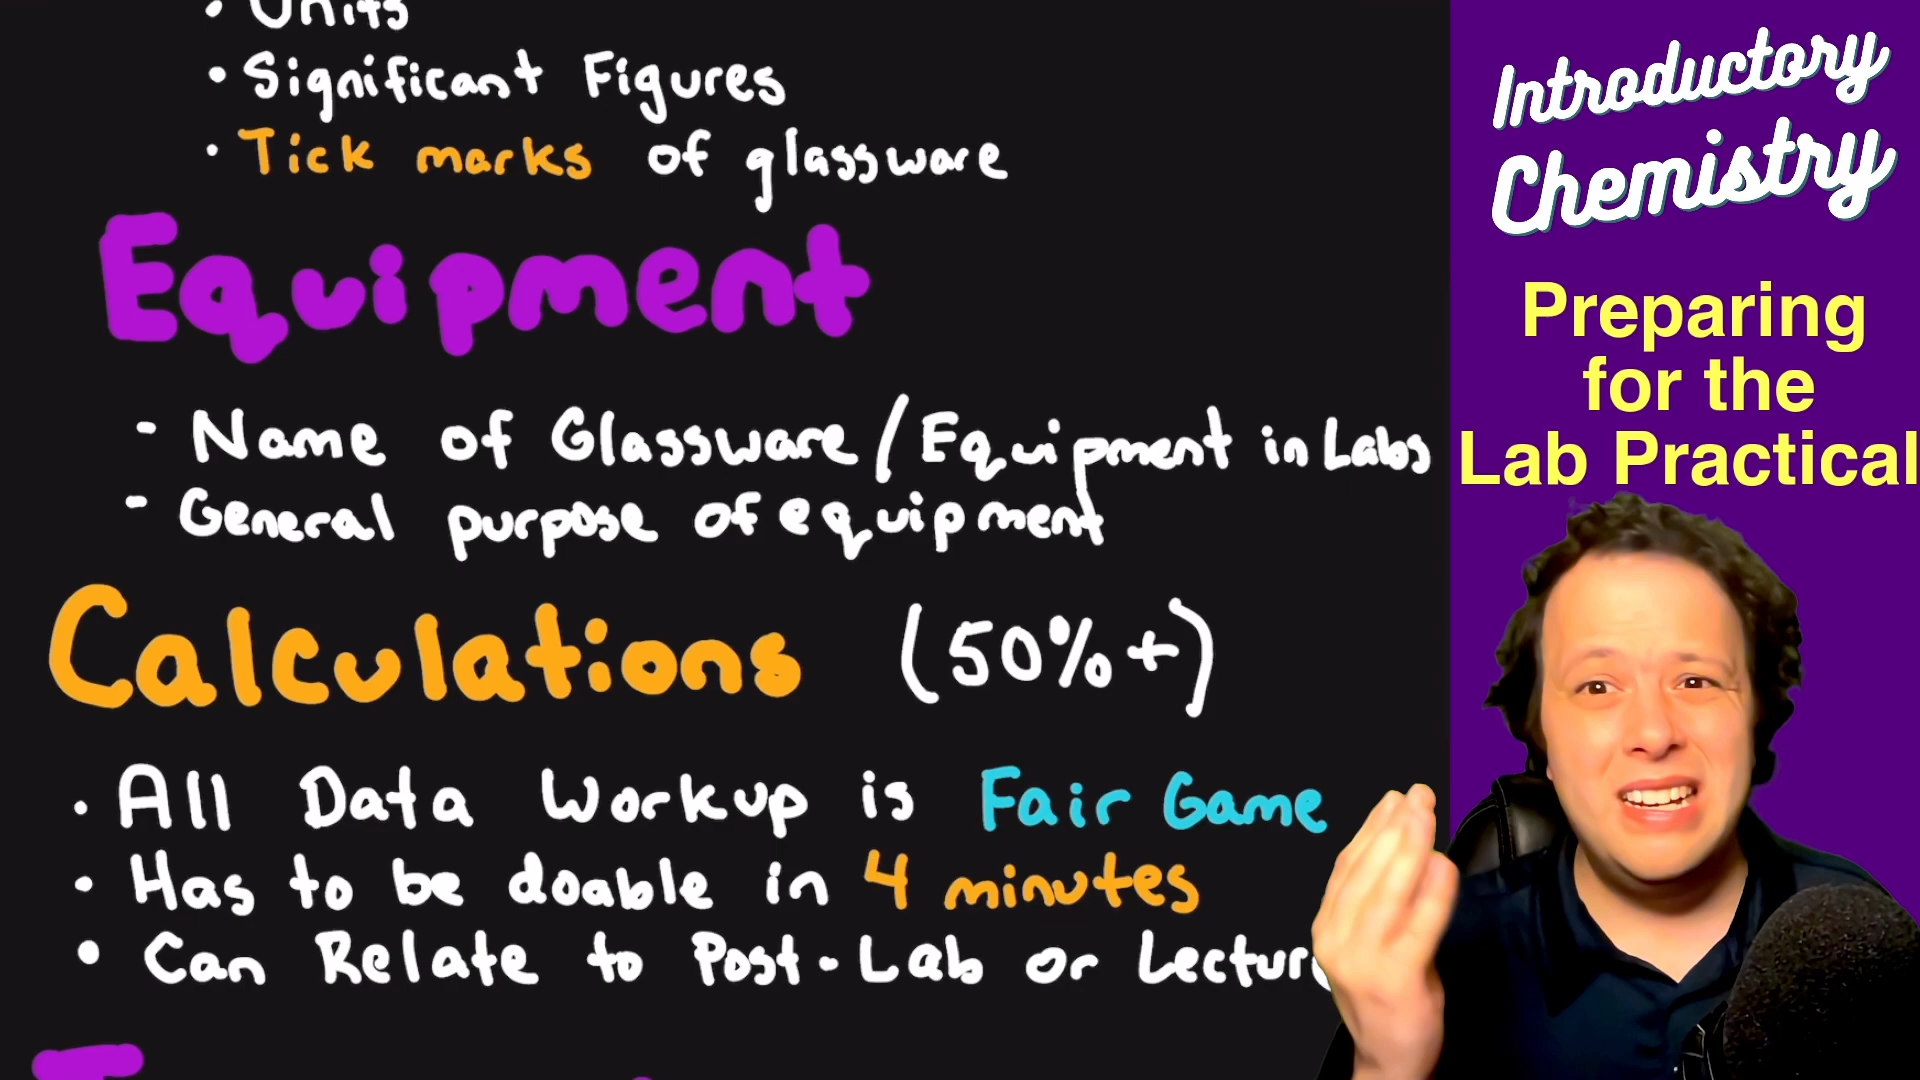 • Units
• Significant Figures
• Tick marks of glassware
Equipment
- Name of Glassware/Equipment in Labs
- General purpose of equipment
Calculations (50%+)
• All Data Workup is Fair Game
• Has to be doable in 4 minutes
• Can Relate to Post-Lab or Lecture
Introductory
Chemistry
Preparing
for the
Lab Practical